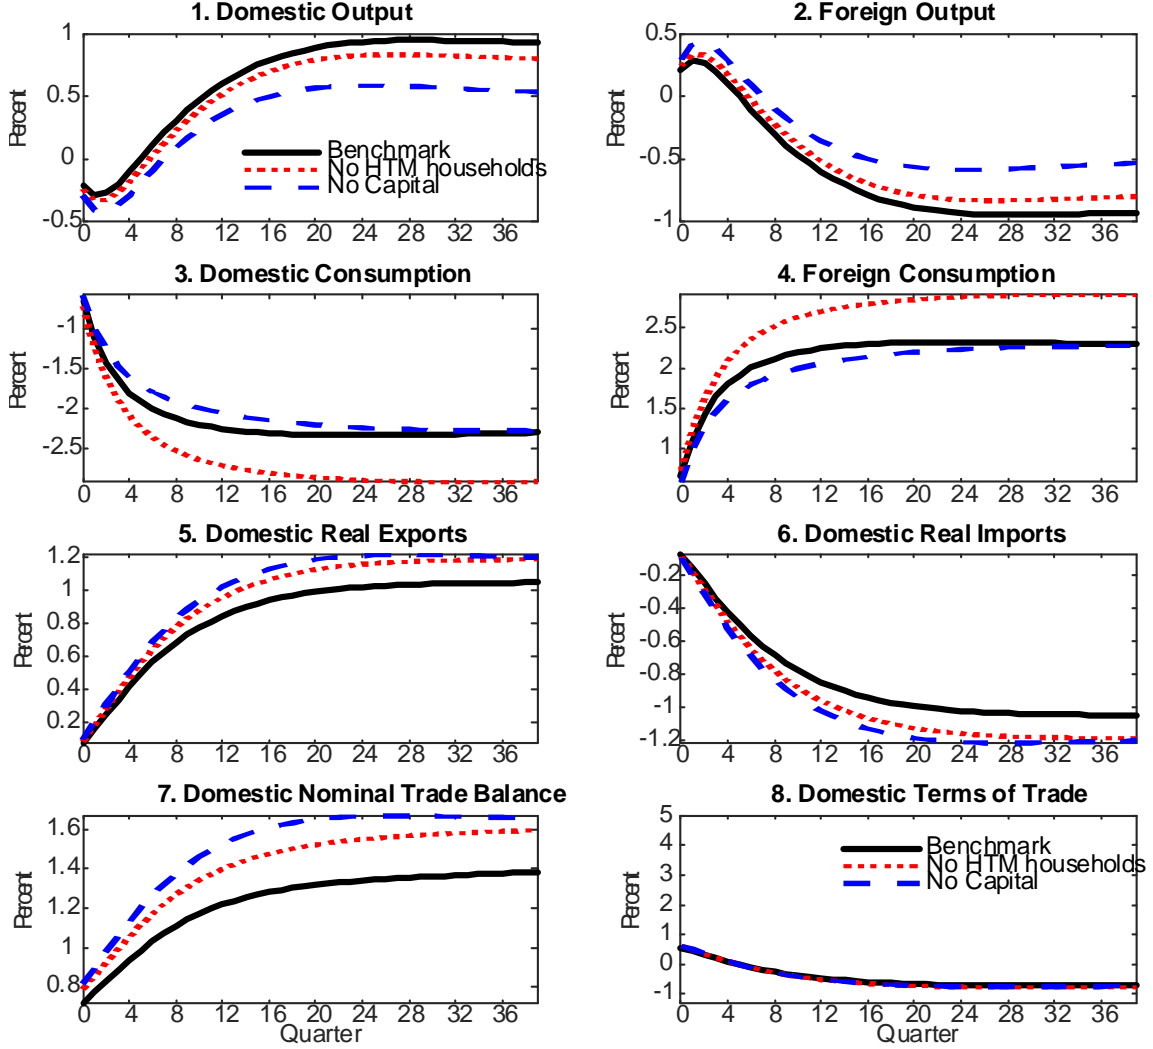 1. Domestic Output
Percent
1
0.5
0
-0.5
0 4 8 12 16 20 24 28 32 36
Benchmark
No HTM households
No Capital
2. Foreign Output
Percent
0.5
0
-0.5
-1
0 4 8 12 16 20 24 28 32 36
3. Domestic Consumption
Percent
-1
-1.5
-2
-2.5
0 4 8 12 16 20 24 28 32 36
4. Foreign Consumption
Percent
2.5
2
1.5
1
0 4 8 12 16 20 24 28 32 36
5. Domestic Real Exports
Percent
1.2
1
0.8
0.6
0.4
0.2
0 4 8 12 16 20 24 28 32 36
6. Domestic Real Imports
Percent
-0.2
-0.4
-0.6
-0.8
-1
-1.2
0 4 8 12 16 20 24 28 32 36
7. Domestic Nominal Trade Balance
Percent
1.6
1.4
1.2
1
0.8
0 4 8 12 16 20 24 28 32 36
Quarter
8. Domestic Terms of Trade
Percent
5
4
3
2
1
0
-1
0 4 8 12 16 20 24 28 32 36
Quarter
Benchmark
No HTM households
No Capital